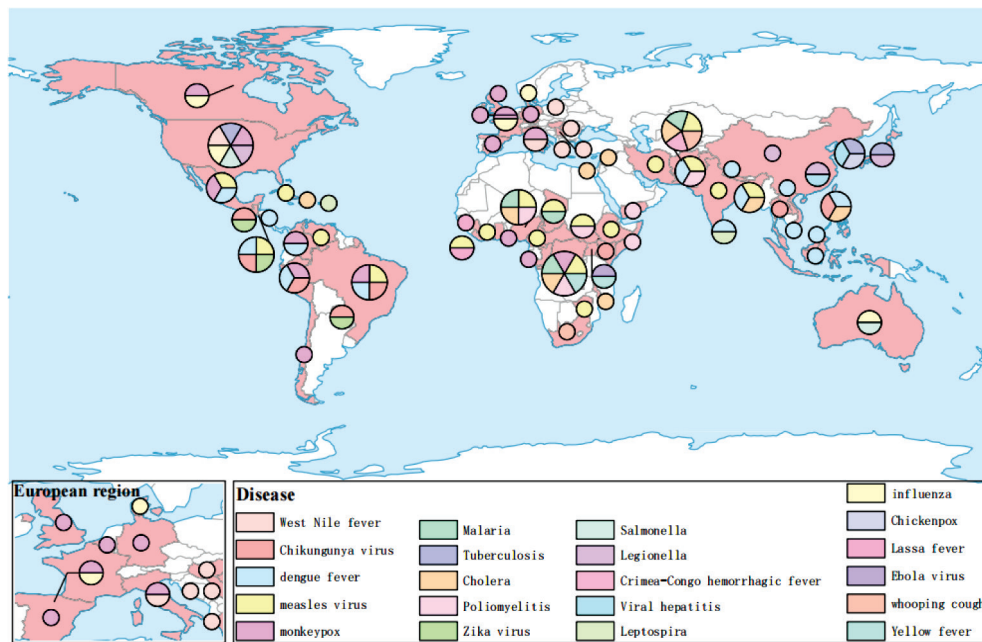 European region
Disease
West Nile fever
Chikungunya virus
dengue fever
measles virus
monkeypox
Malaria
Tuberculosis
Cholera
Poliomyelitis
Zika virus
Salmonella
Legionella
Crimea-Congo hemorrhagic fever
Viral hepatitis
Leptospira
influenza
Chickenpox
Lassa fever
Ebola virus
whooping cough
Yellow fever